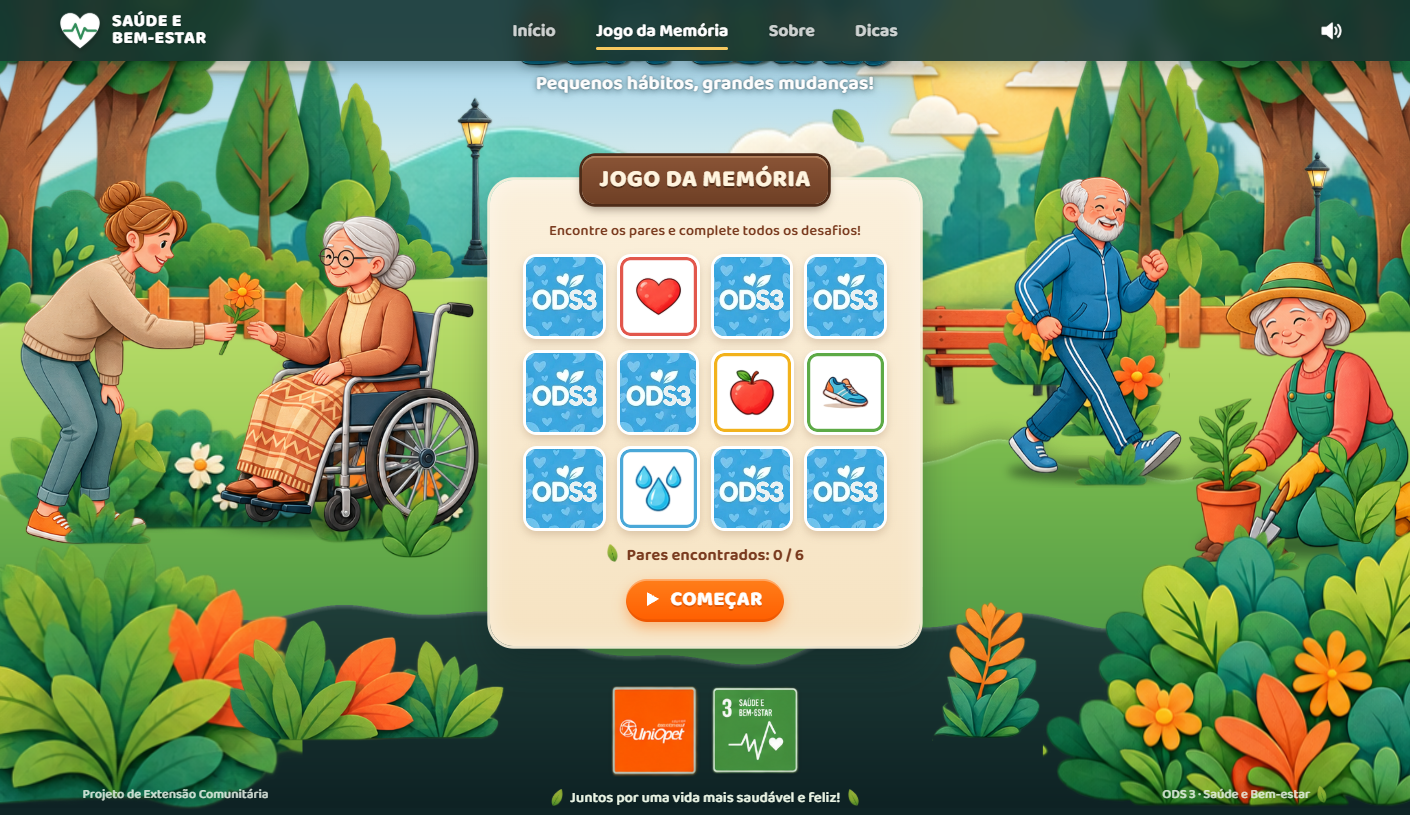 SAÚDE E
BEM-ESTAR
Início
Jogo da Memória
Sobre
Dicas
Pequenos hábitos, grandes mudanças!
JOGO DA MEMÓRIA
Encontre os pares e complete todos os desafios!
ODS3
ODS3
ODS3
ODS3
ODS3
ODS3
ODS3
ODS3
Pares encontrados: 0 / 6
COMEÇAR
UniOpet
3 SAÚDE E
BEM-ESTAR
Projeto de Extensão Comunitária
Juntos por uma vida mais saudável e feliz!
ODS 3 · Saúde e Bem-estar